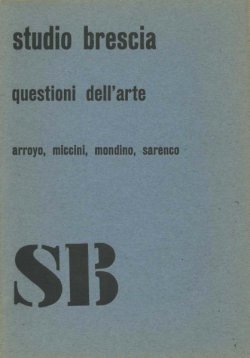 studio brescia
questioni dell'arte
arroyo, miccini, mondino, sarenco
SB